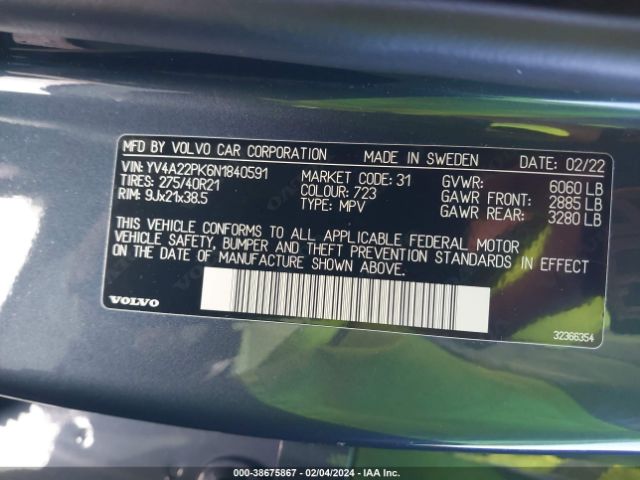 MFD BY VOLVO CAR CORPORATION MADE IN SWEDEN DATE: 02/22
VIN: YV4A22PK6N1840591 MARKET CODE: 31 GVWR: 6060 LB
TIRES: 275/40R21 COLOUR: 723 GAWR FRONT: 2885 LB
RIM: 9Jx21x38.5 TYPE: MPV GAWR REAR: 3280 LB
THIS VEHICLE CONFORMS TO ALL APPLICABLE FEDERAL MOTOR
VEHICLE SAFETY, BUMPER AND THEFT PREVENTION STANDARDS IN EFFECT
ON THE DATE OF MANUFACTURE SHOWN ABOVE.
VOLVO
32366354
000-38675867 - 02/04/2024 - IAA Inc.